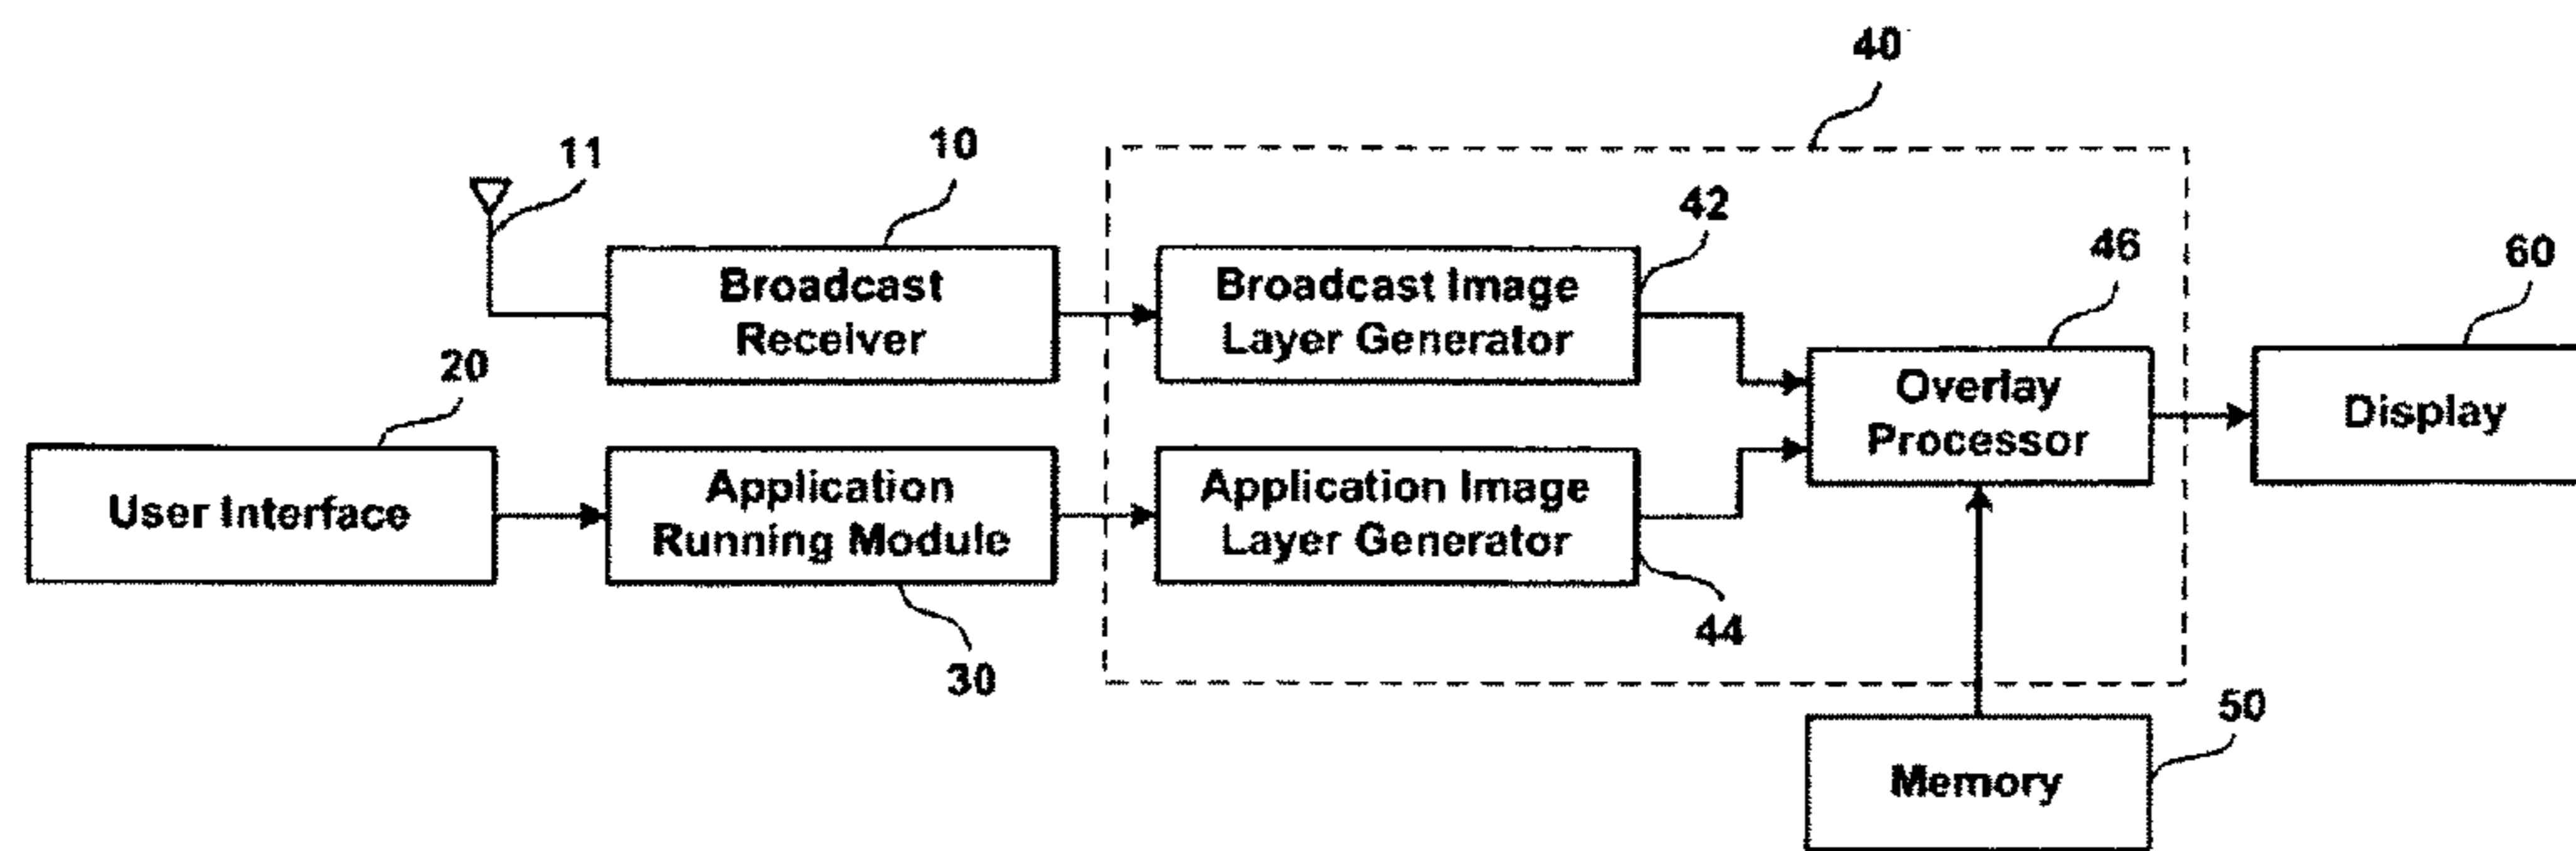 40
11
10
42
46
60
Broadcast
Receiver
Broadcast Image
Layer Generator
20
Overlay
Processor
Display
User Interface
Application
Running Module
Application Image
Layer Generator
44
30
50
Memory